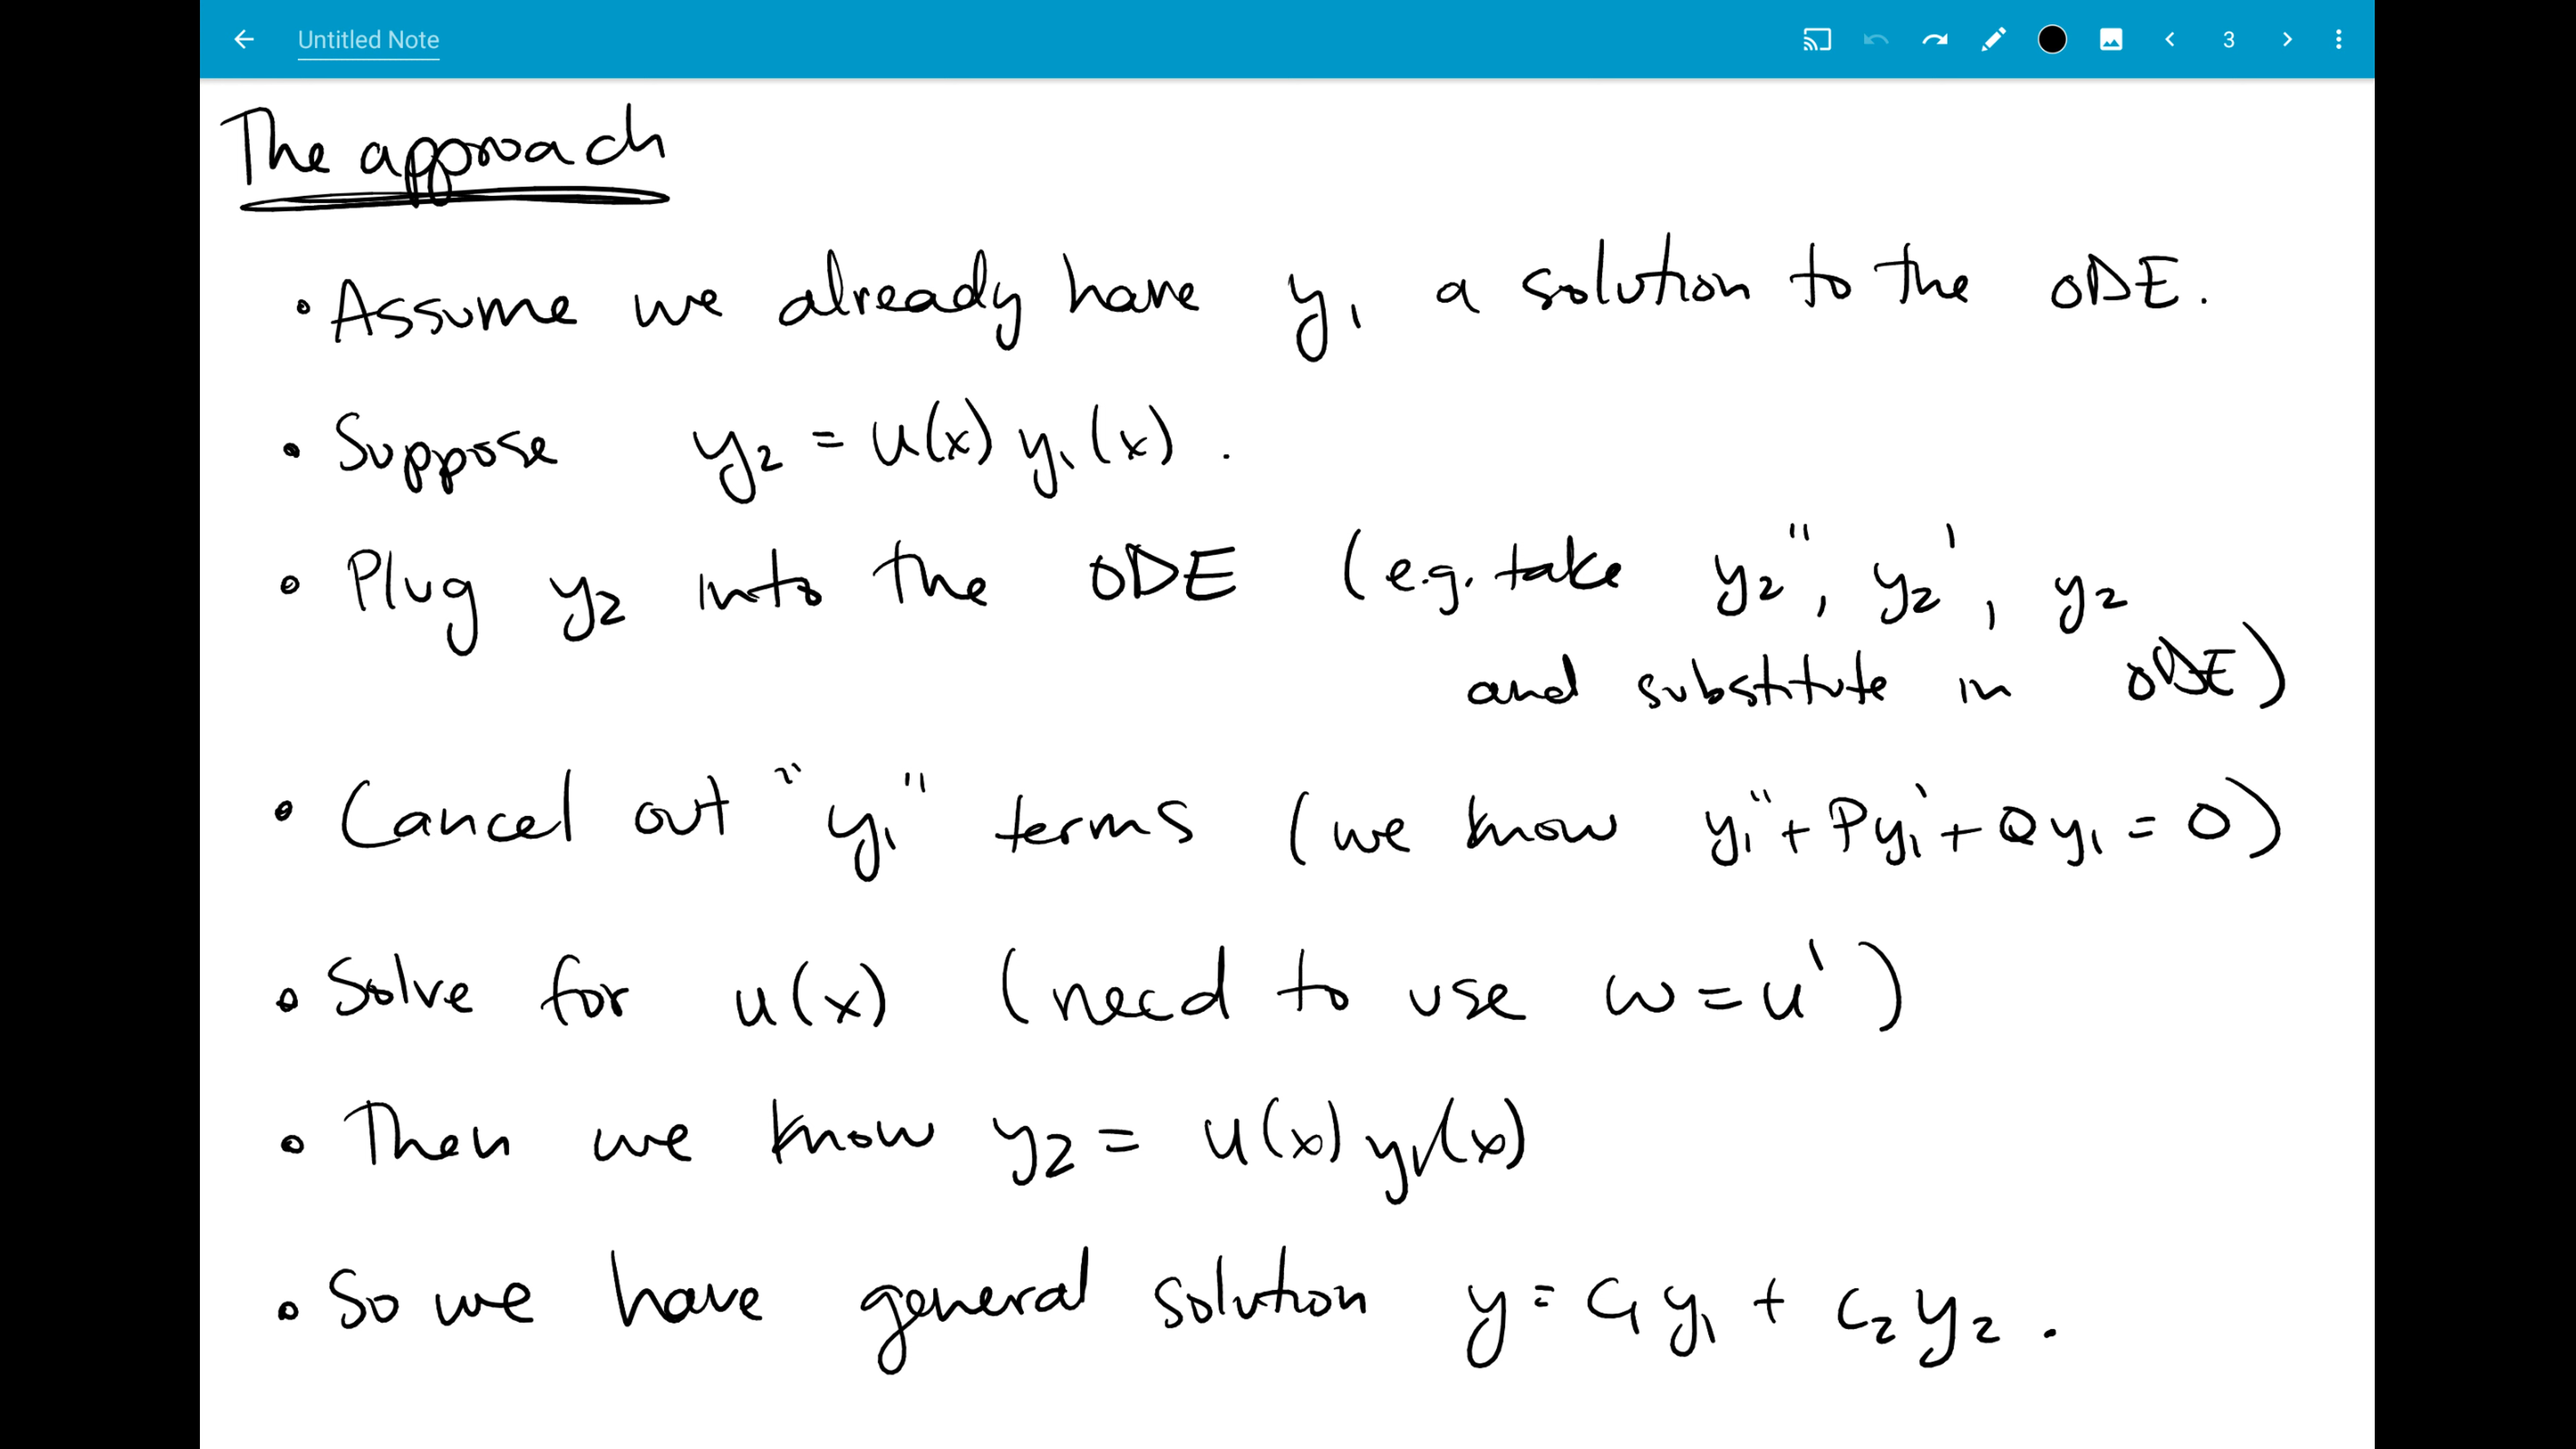 Untitled Note
3
The approach
• Assume we already have y₁ a solution to the ODE.
• Suppose y₂ = u(x) y₁(x).
• Plug y₂ into the ODE (e.g. take y₂", y₂', y₂
and substitute in ODE)
• Cancel out "y₁" terms (we know y₁" + Py₁' + Qy₁ = 0)
• Solve for u(x) (need to use w = u')
• Then we know y₂ = u(x) y₁(x)
• So we have general solution y = c₁y₁ + c₂y₂.